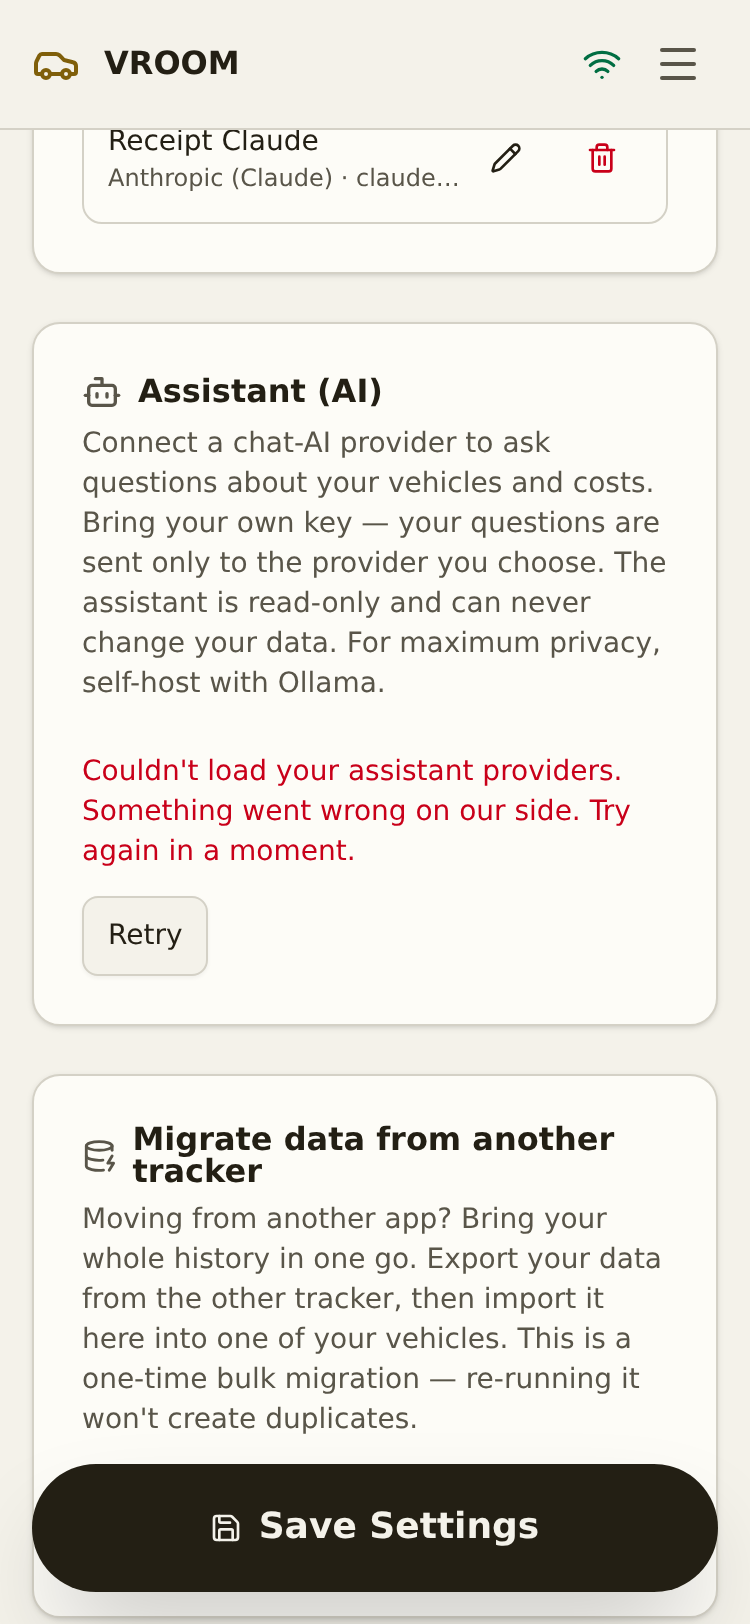 VROOM
Receipt Claude
Anthropic (Claude) · claude...
Assistant (AI)
Connect a chat-AI provider to ask
questions about your vehicles and costs.
Bring your own key — your questions are
sent only to the provider you choose. The
assistant is read-only and can never
change your data. For maximum privacy,
self-host with Ollama.
Couldn't load your assistant providers.
Something went wrong on our side. Try
again in a moment.
Retry
Migrate data from another
tracker
Moving from another app? Bring your
whole history in one go. Export your data
from the other tracker, then import it
here into one of your vehicles. This is a
one-time bulk migration — re-running it
won't create duplicates.
Save Settings